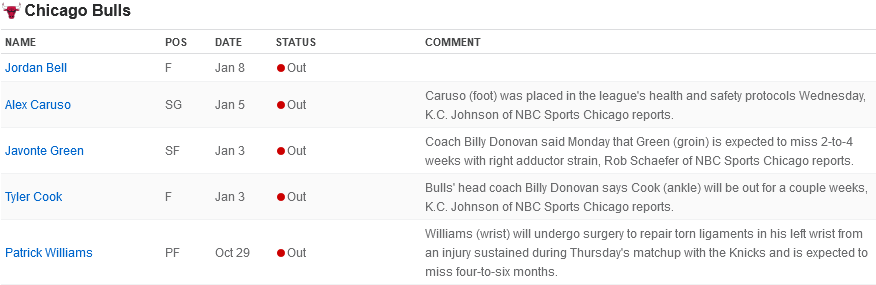 Chicago Bulls
NAME POS DATE STATUS COMMENT
Jordan Bell F Jan 8 Out
Alex Caruso SG Jan 5 Out Caruso (foot) was placed in the league's health and safety protocols Wednesday,
K.C. Johnson of NBC Sports Chicago reports.
Javonte Green SF Jan 3 Out Coach Billy Donovan said Monday that Green (groin) is expected to miss 2-to-4
weeks with right adductor strain, Rob Schaefer of NBC Sports Chicago reports.
Tyler Cook F Jan 3 Out Bulls' head coach Billy Donovan says Cook (ankle) will be out for a couple weeks,
K.C. Johnson of NBC Sports Chicago reports.
Patrick Williams PF Oct 29 Out Williams (wrist) will undergo surgery to repair torn ligaments in his left wrist from
an injury sustained during Thursday's matchup with the Knicks and is expected to
miss four-to-six months.